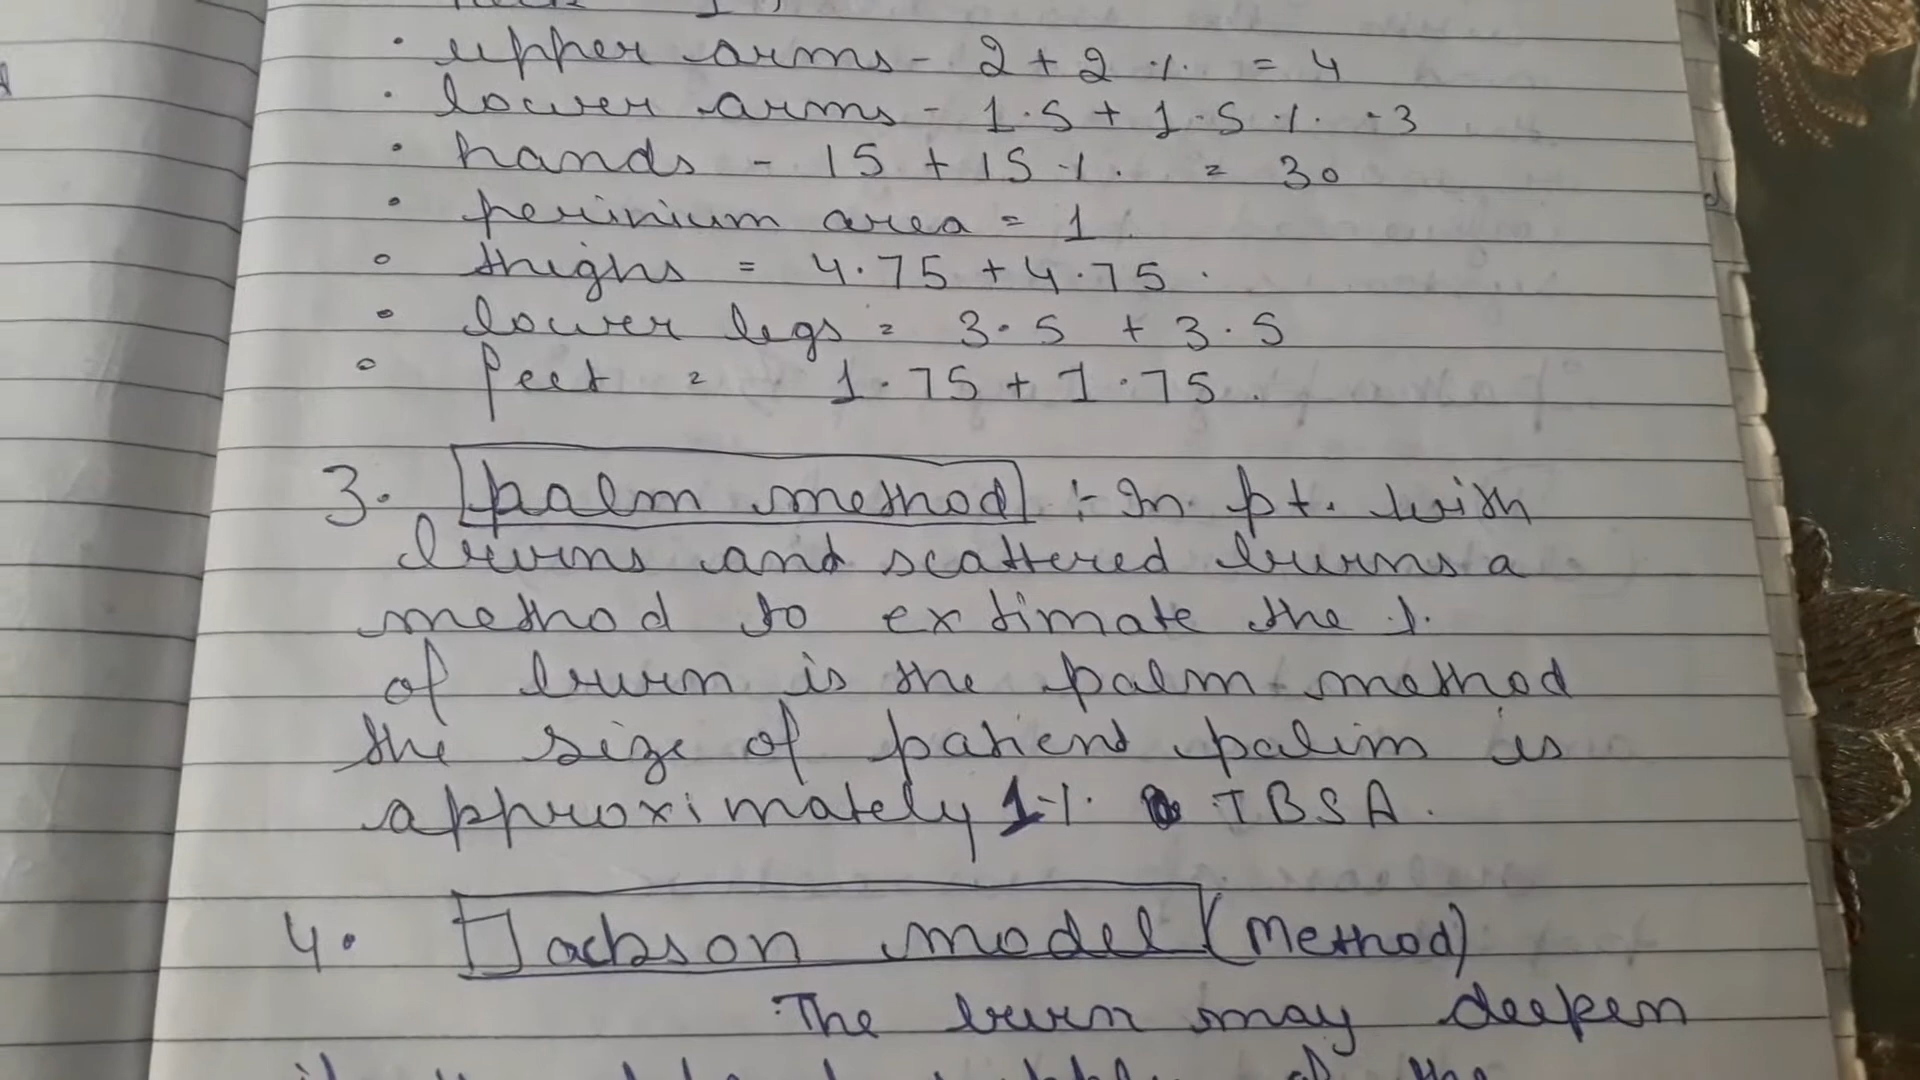 • upper arms - 2 + 2 % = 4
• lower arms - 1.5 + 1.5 % - 3
• hands - 15 + 15 % . = 30
• perinium area = 1
• thighs = 4.75 + 4.75 .
• lower legs = 3.5 + 3.5
• feet = 1.75 + 1.75 .
3. palm method :- In pt. with
burns and scattered burns a
method to extimate the %
of burn is the palm method
the size of patient palim is
approximately 1% TBSA.
4. Jackson model (Method)
The burn may deepen
of the